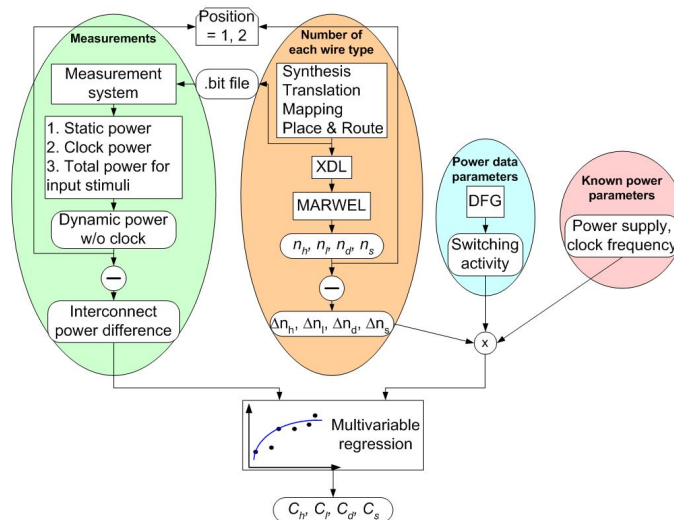 Position
= 1, 2
Measurements
Number of
each wire type
Measurement
system
.bit file
Synthesis
Translation
Mapping
Place & Route
1. Static power
2. Clock power
3. Total power for
input stimuli
XDL
MARWEL
Dynamic power
w/o clock
n_h, n_l, n_d, n_s
−
−
Interconnect
power difference
Δn_h, Δn_l, Δn_d, Δn_s
Power data
parameters
DFG
Switching
activity
Known power
parameters
Power supply,
clock frequency
x
Multivariable
regression
C_h, C_l, C_d, C_s